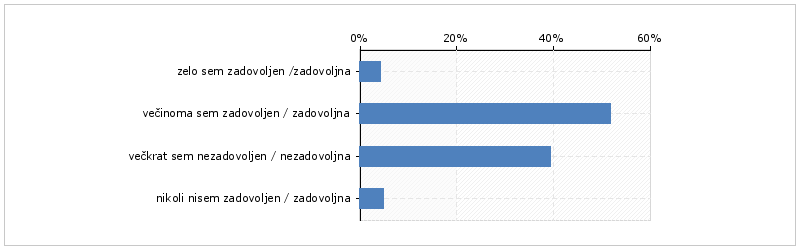 0% 20% 40% 60%
zelo sem zadovoljen /zadovoljna
večinoma sem zadovoljen / zadovoljna
večkrat sem nezadovoljen / nezadovoljna
nikoli nisem zadovoljen / zadovoljna